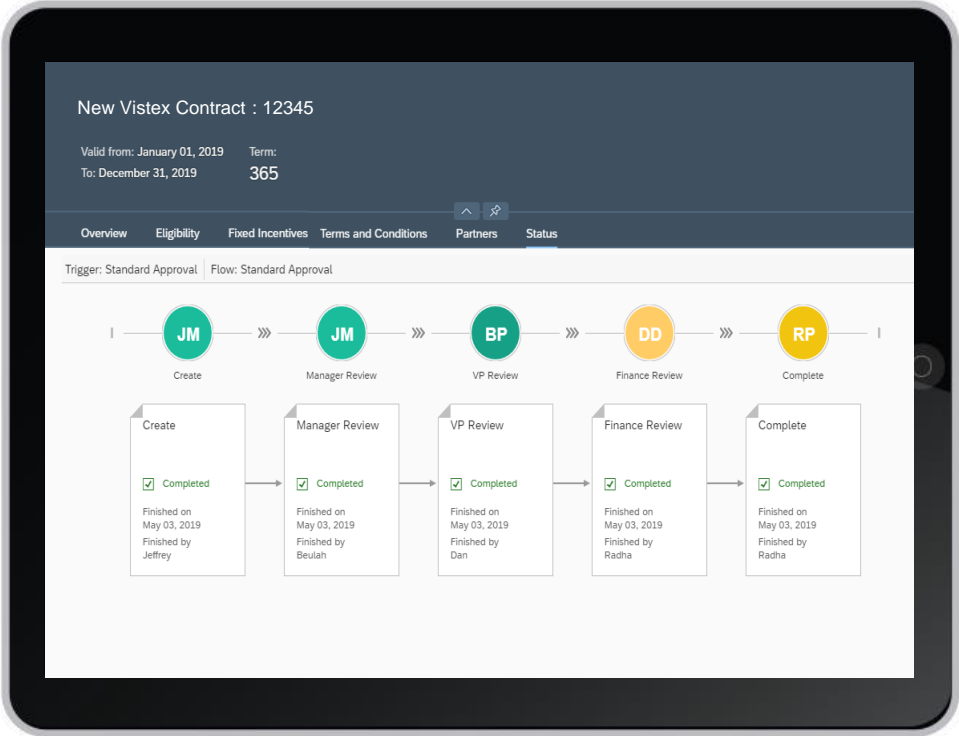 New Vistex Contract : 12345
Valid from: January 01, 2019 Term:
To: December 31, 2019 365
Overview Eligibility Fixed Incentives Terms and Conditions Partners Status
Trigger: Standard Approval Flow: Standard Approval
JM JM BP DD RP
Create Manager Review VP Review Finance Review Complete
Create Manager Review VP Review Finance Review Complete
Completed Completed Completed Completed Completed
Finished on Finished on Finished on Finished on Finished on
May 03, 2019 May 03, 2019 May 03, 2019 May 03, 2019 May 03, 2019
Finished by Finished by Finished by Finished by Finished by
Jeffrey Beulah Dan Radha Radha